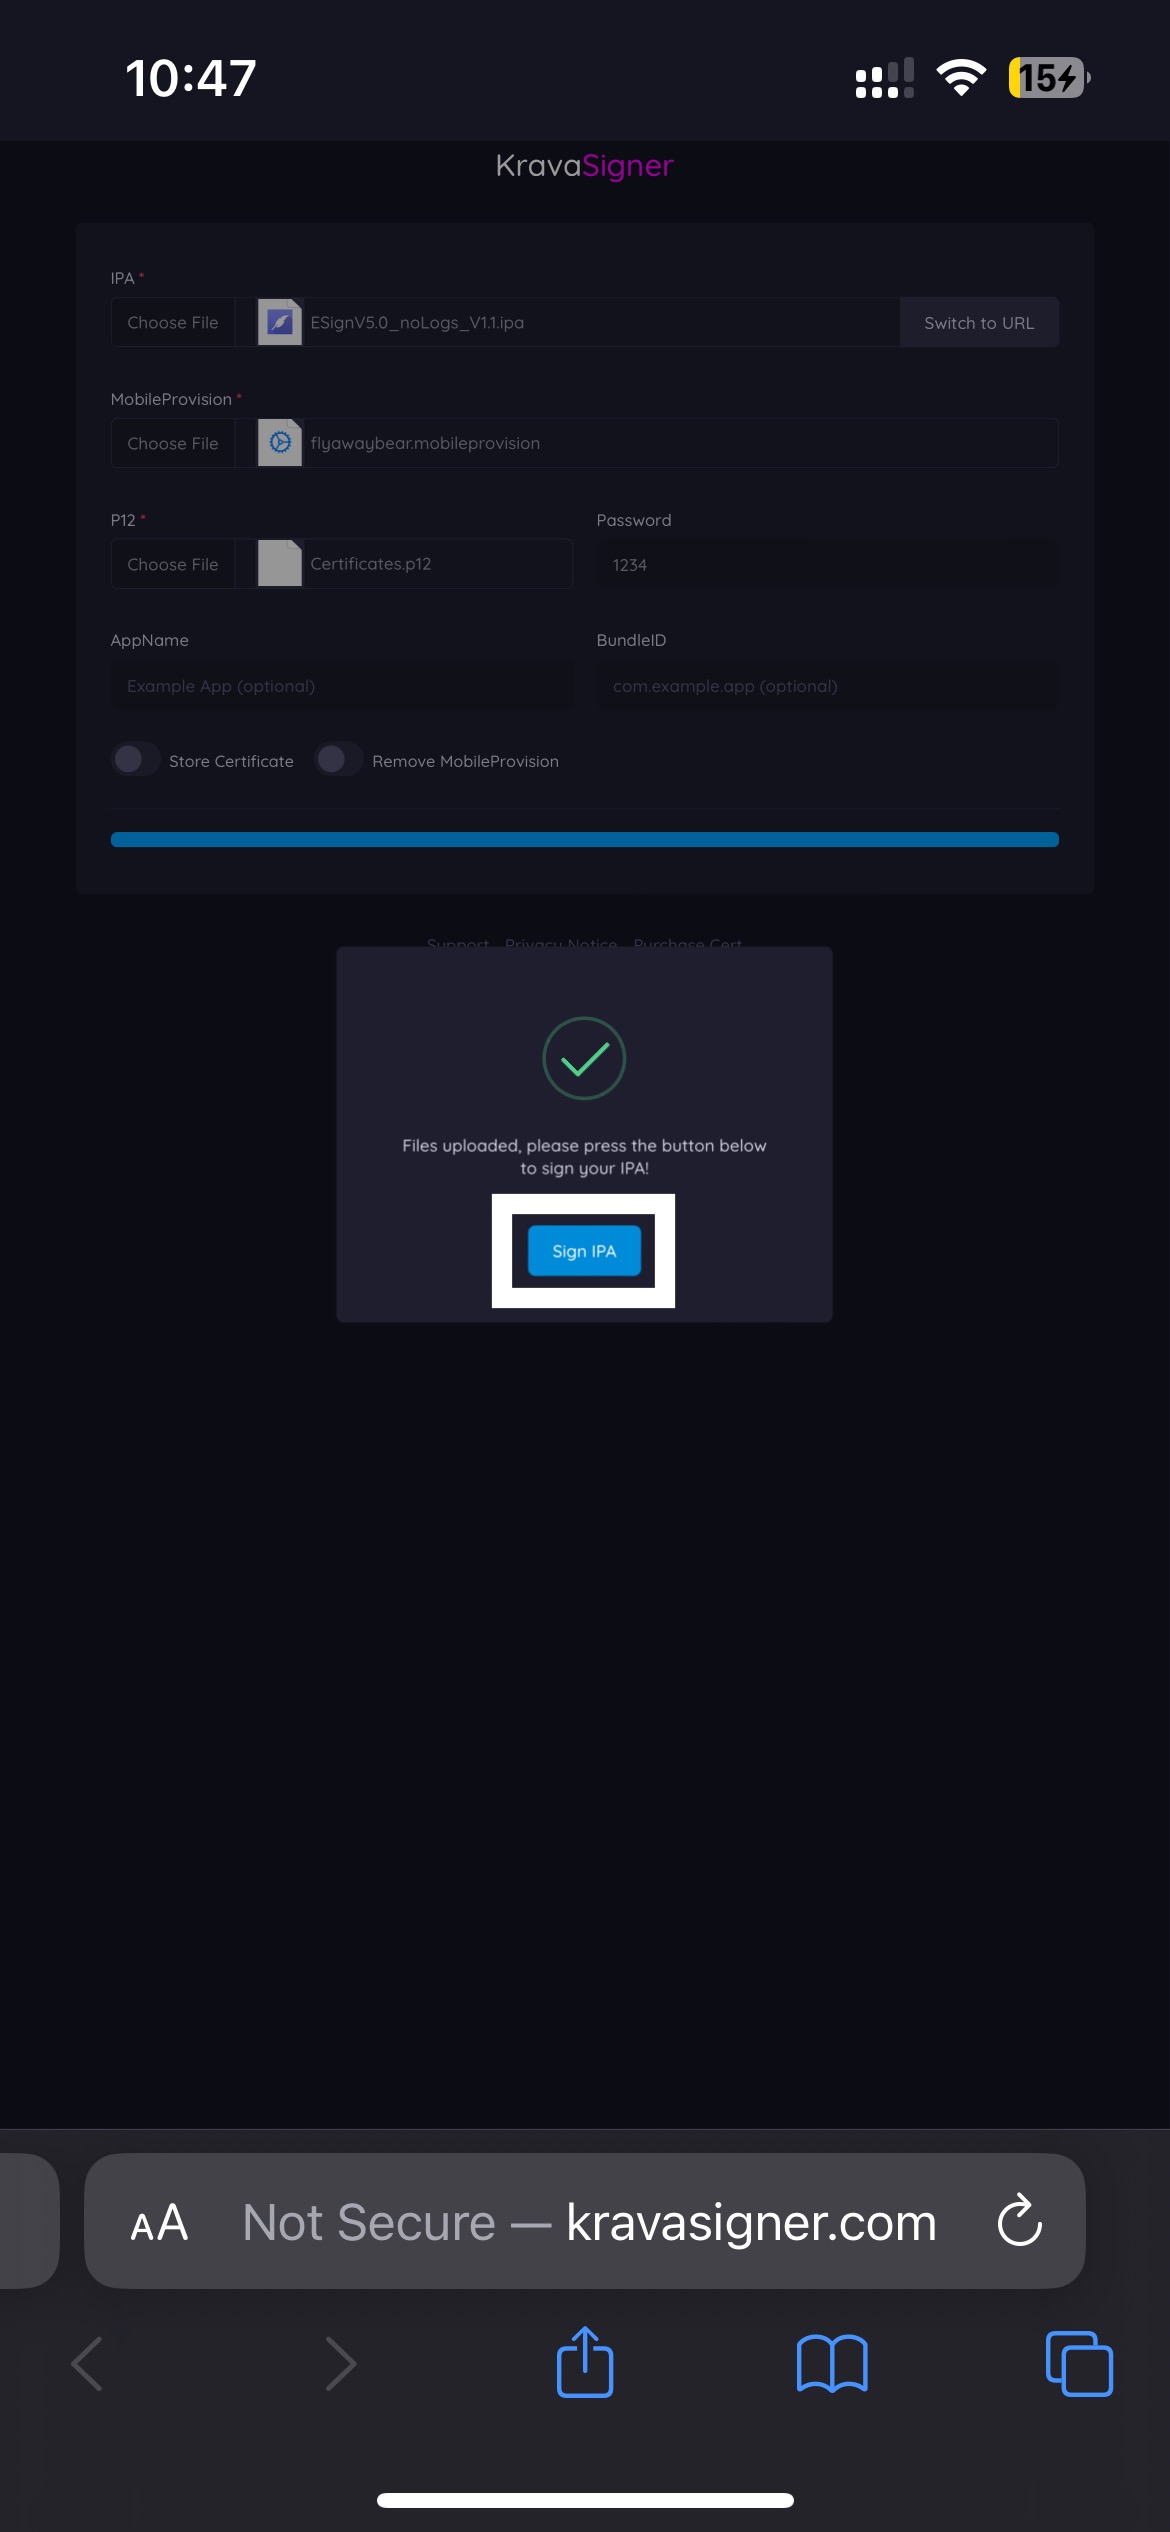 10:47
15
KravaSigner
IPA *
Choose File
ESignV5.0_noLogs_V1.1.ipa
Switch to URL
MobileProvision *
Choose File
flyawaybear.mobileprovision
P12 *
Password
Choose File
Certificates.p12
1234
AppName
BundleID
Example App (optional)
com.example.app (optional)
Store Certificate
Remove MobileProvision
Support Privacy Notice Purchase Cert
Files uploaded, please press the button below
to sign your IPA!
Sign IPA
AA
Not Secure — kravasigner.com